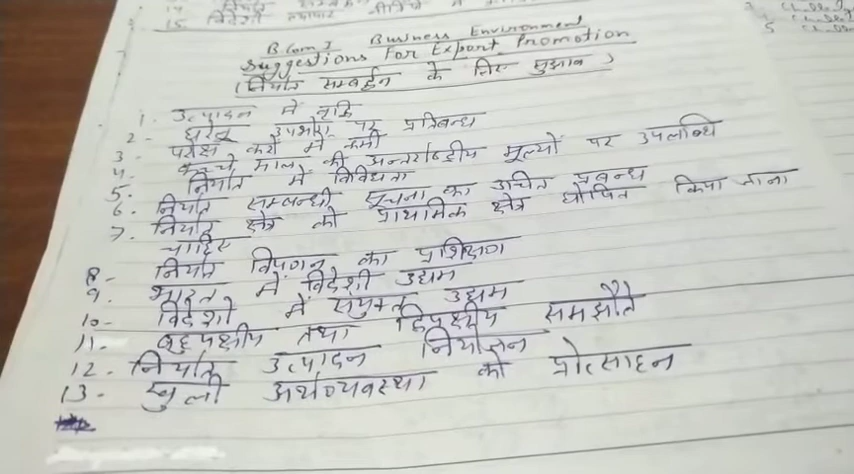 15. विदेशी व्यापार नीति में
B.Com I Business Environment
Suggestions For Export Promotion
(निर्यात सम्बर्द्धन के लिए सुझाव)
1. उत्पादन में वृद्धि
2- घरेलू उपभोग पर प्रतिबन्ध
3. परोक्ष करों में कमी
4. कच्चे माल की अन्तर्राष्ट्रीय मूल्यों पर उपलब्धि
5. निर्यात में विविधता
6. निर्यात सम्बन्धी सूचना का उचित प्रबन्ध
7. निर्यात क्षेत्र को प्राथमिक क्षेत्र घोषित किया जाना
चाहिए
8- निर्यात विपणन का प्रशिक्षण
9. भारत में विदेशी उद्यम
10- विदेशो में संयुक्त उद्यम
11. बहुपक्षीय तथा द्विपक्षीय समझौते
12. निर्यात उत्पादन नियोजन
13- खुली अर्थव्यवस्था को प्रोत्साहन